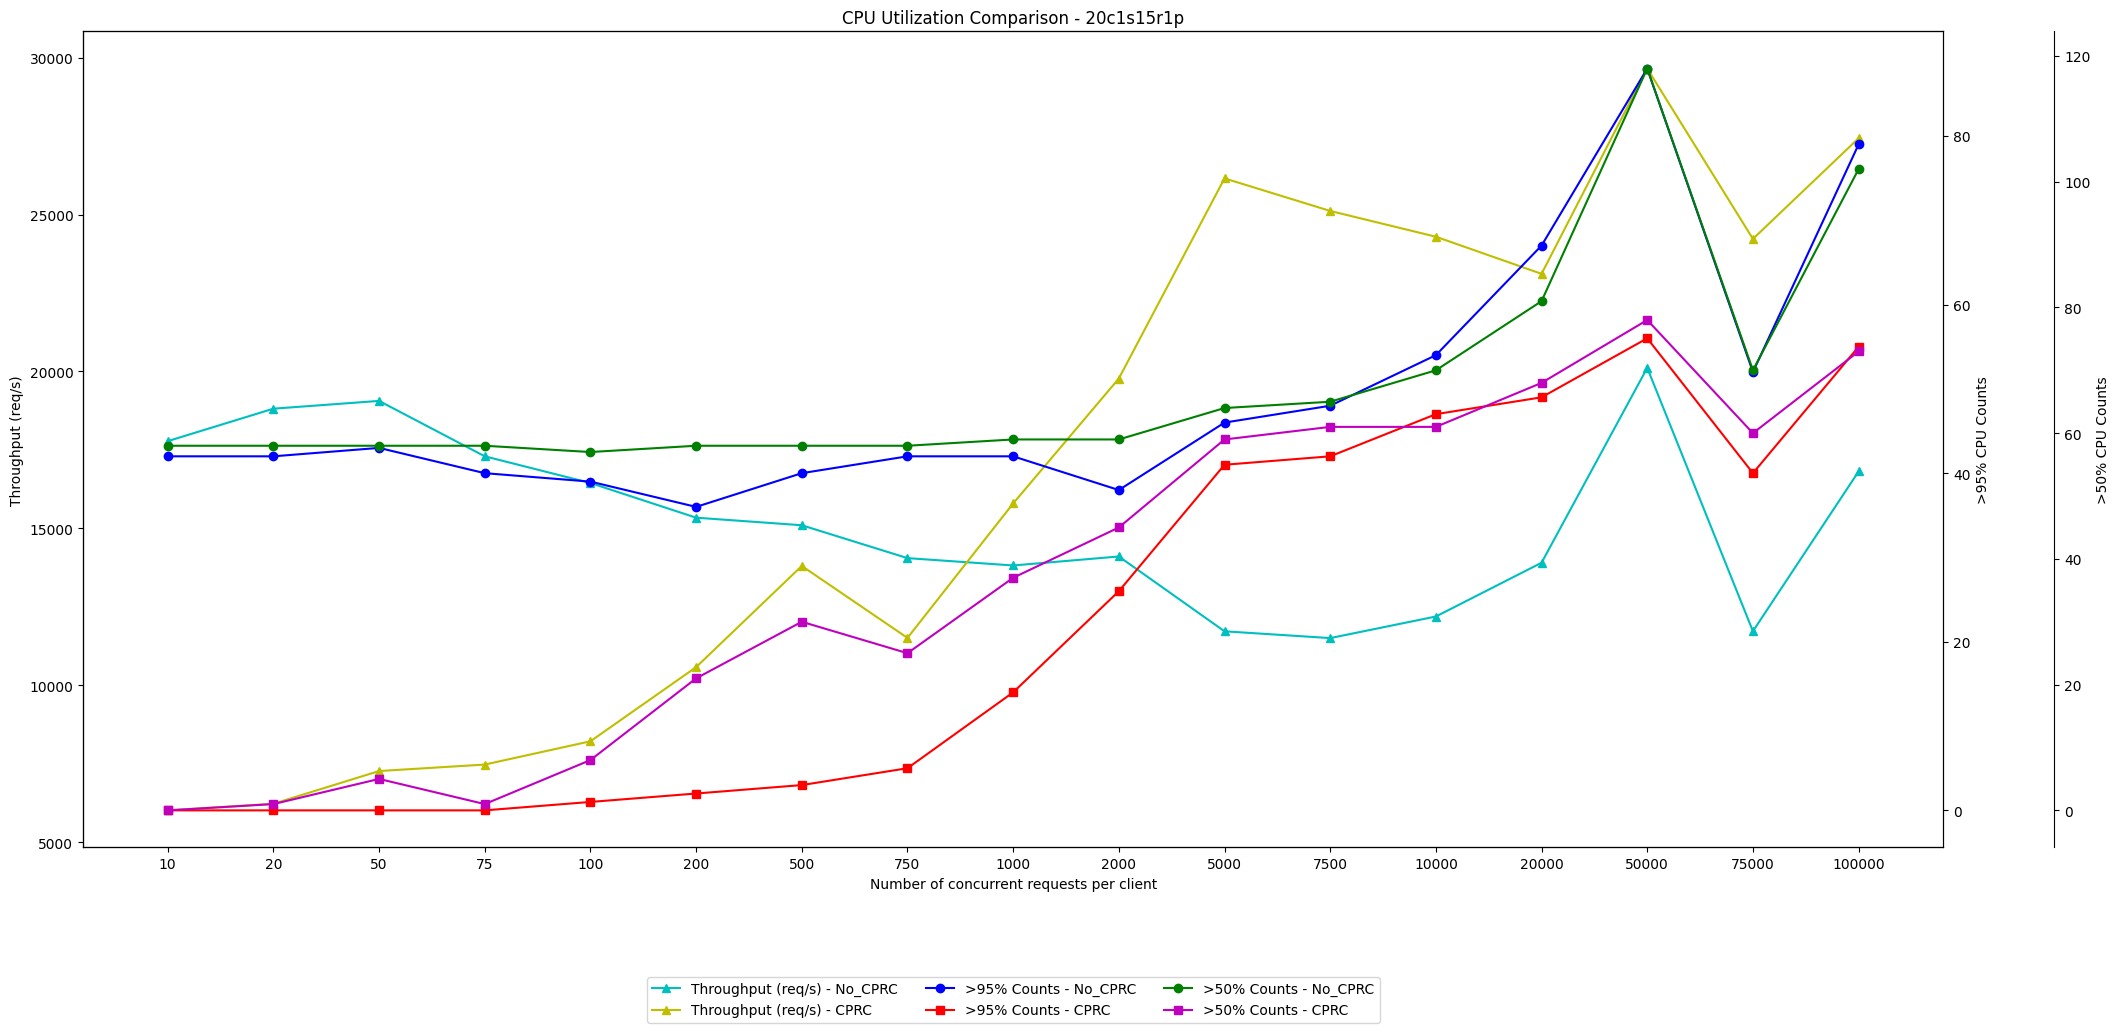 CPU Utilization Comparison - 20c1s15r1p
30000
25000
20000
15000
10000
5000
Throughput (req/s)
80
60
40
20
0
>95% CPU Counts
120
100
80
60
40
20
0
>50% CPU Counts
10 20 50 75 100 200 500 750 1000 2000 5000 7500 10000 20000 50000 75000 100000
Number of concurrent requests per client
Throughput (req/s) - No_CPRC >95% Counts - No_CPRC >50% Counts - No_CPRC
Throughput (req/s) - CPRC >95% Counts - CPRC >50% Counts - CPRC